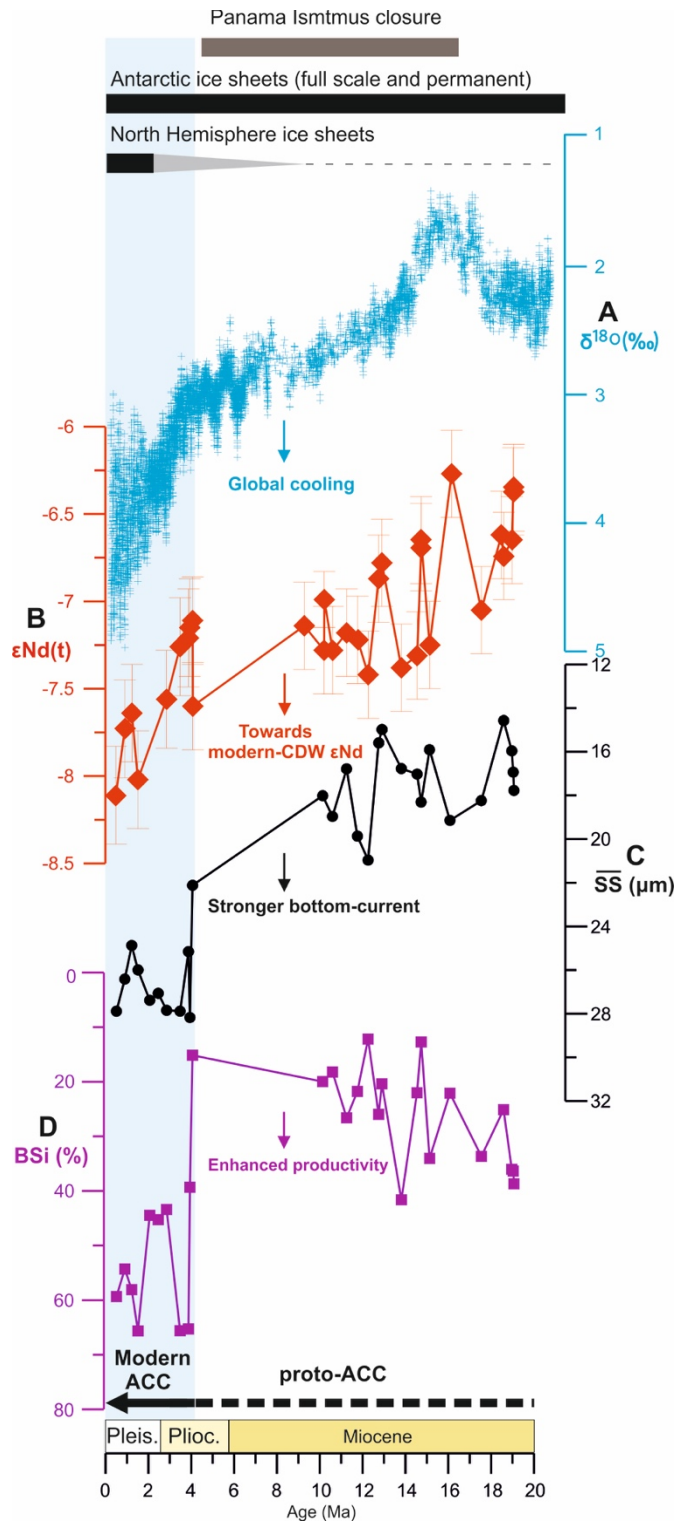 Panama Ismtmus closure
Antarctic ice sheets (full scale and permanent)
North Hemisphere ice sheets
1
2
A
δ¹⁸O(‰)
3
-6
Global cooling
-6.5
4
-7
B
εNd(t)
5
12
-7.5
Towards
modern-CDW εNd
16
-8
20
C
-8.5
SS (µm)
Stronger bottom-current
24
0
28
20
32
D
BSi (%)
Enhanced productivity
40
60
Modern
ACC
proto-ACC
80
Pleis.
Plioc.
Miocene
0 2 4 6 8 10 12 14 16 18 20
Age (Ma)